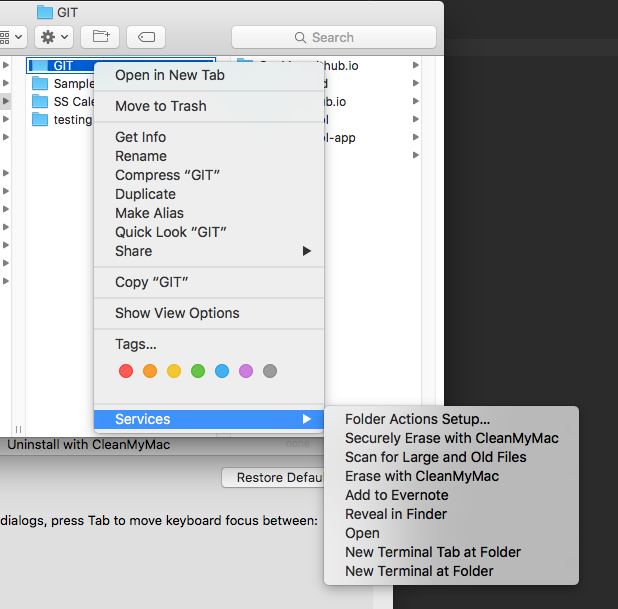 GIT
Search
GIT
Sample
SS Cale
testing
hub.io
b.io
ol-app
Open in New Tab
Move to Trash
Get Info
Rename
Compress “GIT”
Duplicate
Make Alias
Quick Look “GIT”
Share
Copy “GIT”
Show View Options
Tags...
Services
Folder Actions Setup...
Securely Erase with CleanMyMac
Scan for Large and Old Files
Erase with CleanMyMac
Add to Evernote
Reveal in Finder
Open
New Terminal Tab at Folder
New Terminal at Folder
Uninstall with CleanMyMac
none
Restore Defau
dialogs, press Tab to move keyboard focus between: